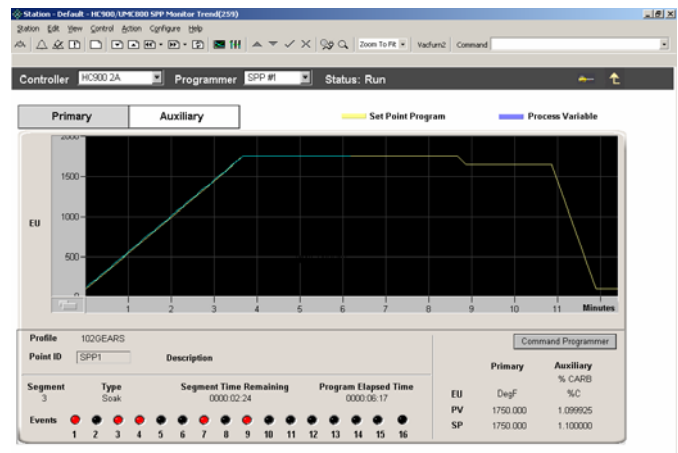 Station - Default - HC900/UMC800 SPP Monitor Trend(259)
Station Edit View Control Action Configure Help
Zoom To Fit Vacfurn2 Command
Controller HC900 2A Programmer SPP #1 Status: Run
Primary Auxiliary Set Point Program Process Variable
2000
1500
EU 1000
500
0
1 2 3 4 5 6 7 8 9 10 11 Minutes
Profile 102GEARS Command Programmer
Point ID SPP1 Description
Primary Auxiliary
% CARB
Segment Type Segment Time Remaining Program Elapsed Time
3 Soak 0000:02:24 0000:06:17
EU DegF %C
PV 1750.000 1.099925
SP 1750.000 1.100000
Events
1 2 3 4 5 6 7 8 9 10 11 12 13 14 15 16